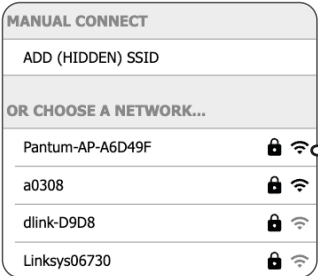 MANUAL CONNECT
ADD (HIDDEN) SSID
OR CHOOSE A NETWORK...
Pantum-AP-A6D49F
a0308
dlink-D9D8
Linksys06730